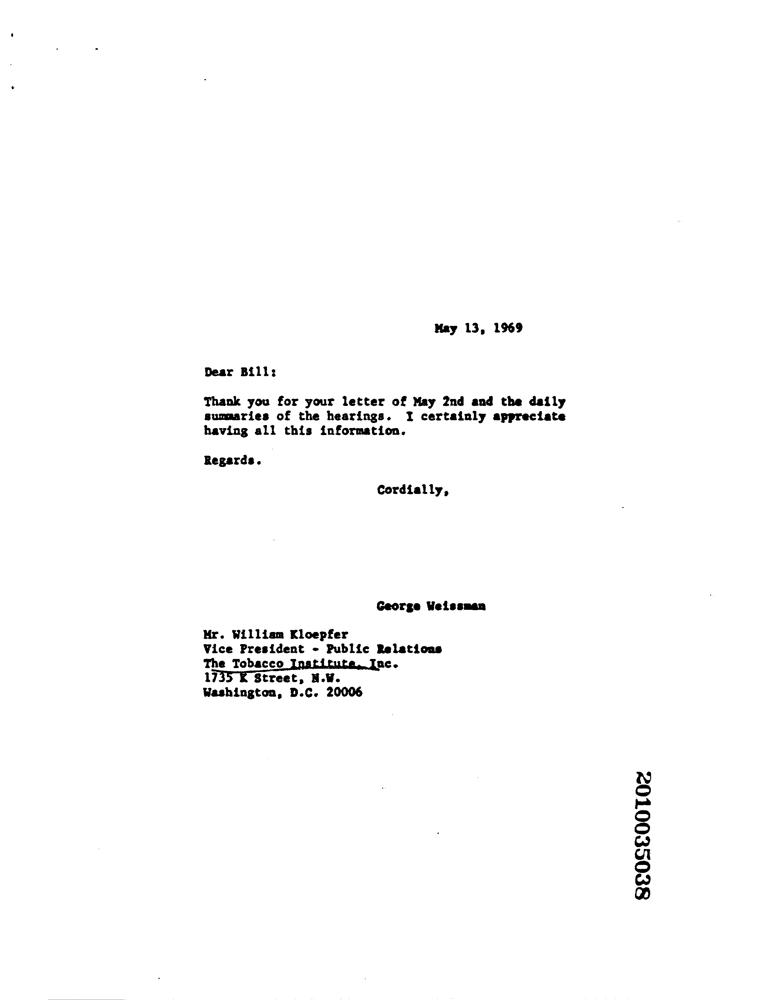 May 13, 1969
Dear Bill:
Thank you for your letter of May 2nd and the daily
summaries of the hearings. I certainly appreciate
having all this information.
Regards.
Cordially,
George Weissman
Mr. William Kloepfer
Vice President - Public Relations
The Tobacco Institute, Inc.
1735 K Street, N.W.
Washington, D.C. 20006
2010035038